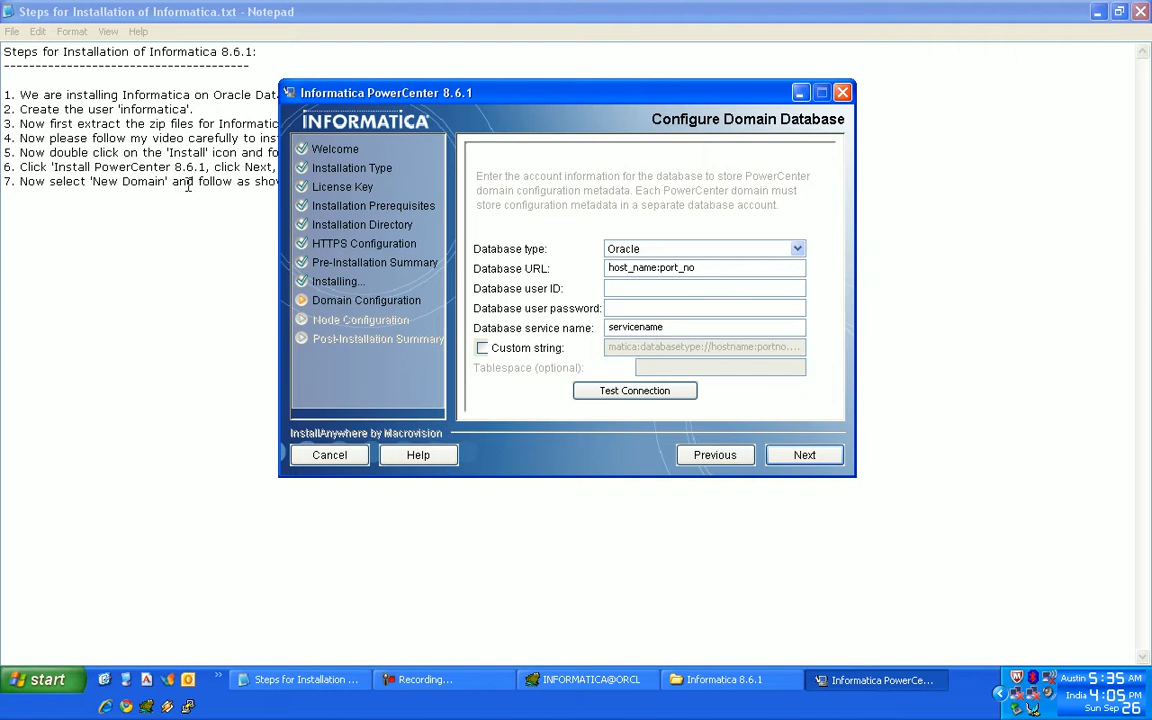 Steps for Installation of Informatica.txt - Notepad
File Edit Format View Help
Steps for Installation of Informatica 8.6.1:
--------------------------------------
1. We are installing Informatica on Oracle Dat
2. Create the user 'informatica'.
3. Now first extract the zip files for Informatic
4. Now please follow my video carefully to ins
5. Now double click on the 'Install' icon and fo
6. Click 'Install PowerCenter 8.6.1, click Next,
7. Now select 'New Domain' and follow as sho
Informatica PowerCenter 8.6.1
INFORMATICA
Configure Domain Database
Welcome
Installation Type
License Key
Installation Prerequisites
Installation Directory
HTTPS Configuration
Pre-Installation Summary
Installing...
Domain Configuration
Node Configuration
Post-Installation Summary
Enter the account information for the database to store PowerCenter
domain configuration metadata. Each PowerCenter domain must
store configuration metadata in a separate database account.
Database type: Oracle
Database URL: host_name:port_no
Database user ID:
Database user password:
Database service name: servicename
Custom string: matica:databasetype://hostname:portno....
Tablespace (optional):
Test Connection
InstallAnywhere by Macrovision
Cancel Help Previous Next
start
Steps for Installation ...
Recording...
INFORMATICA@ORCL
Informatica 8.6.1
Informatica PowerCe...
Austin 5:35 AM
India 4:05 PM
Sun Sep 26